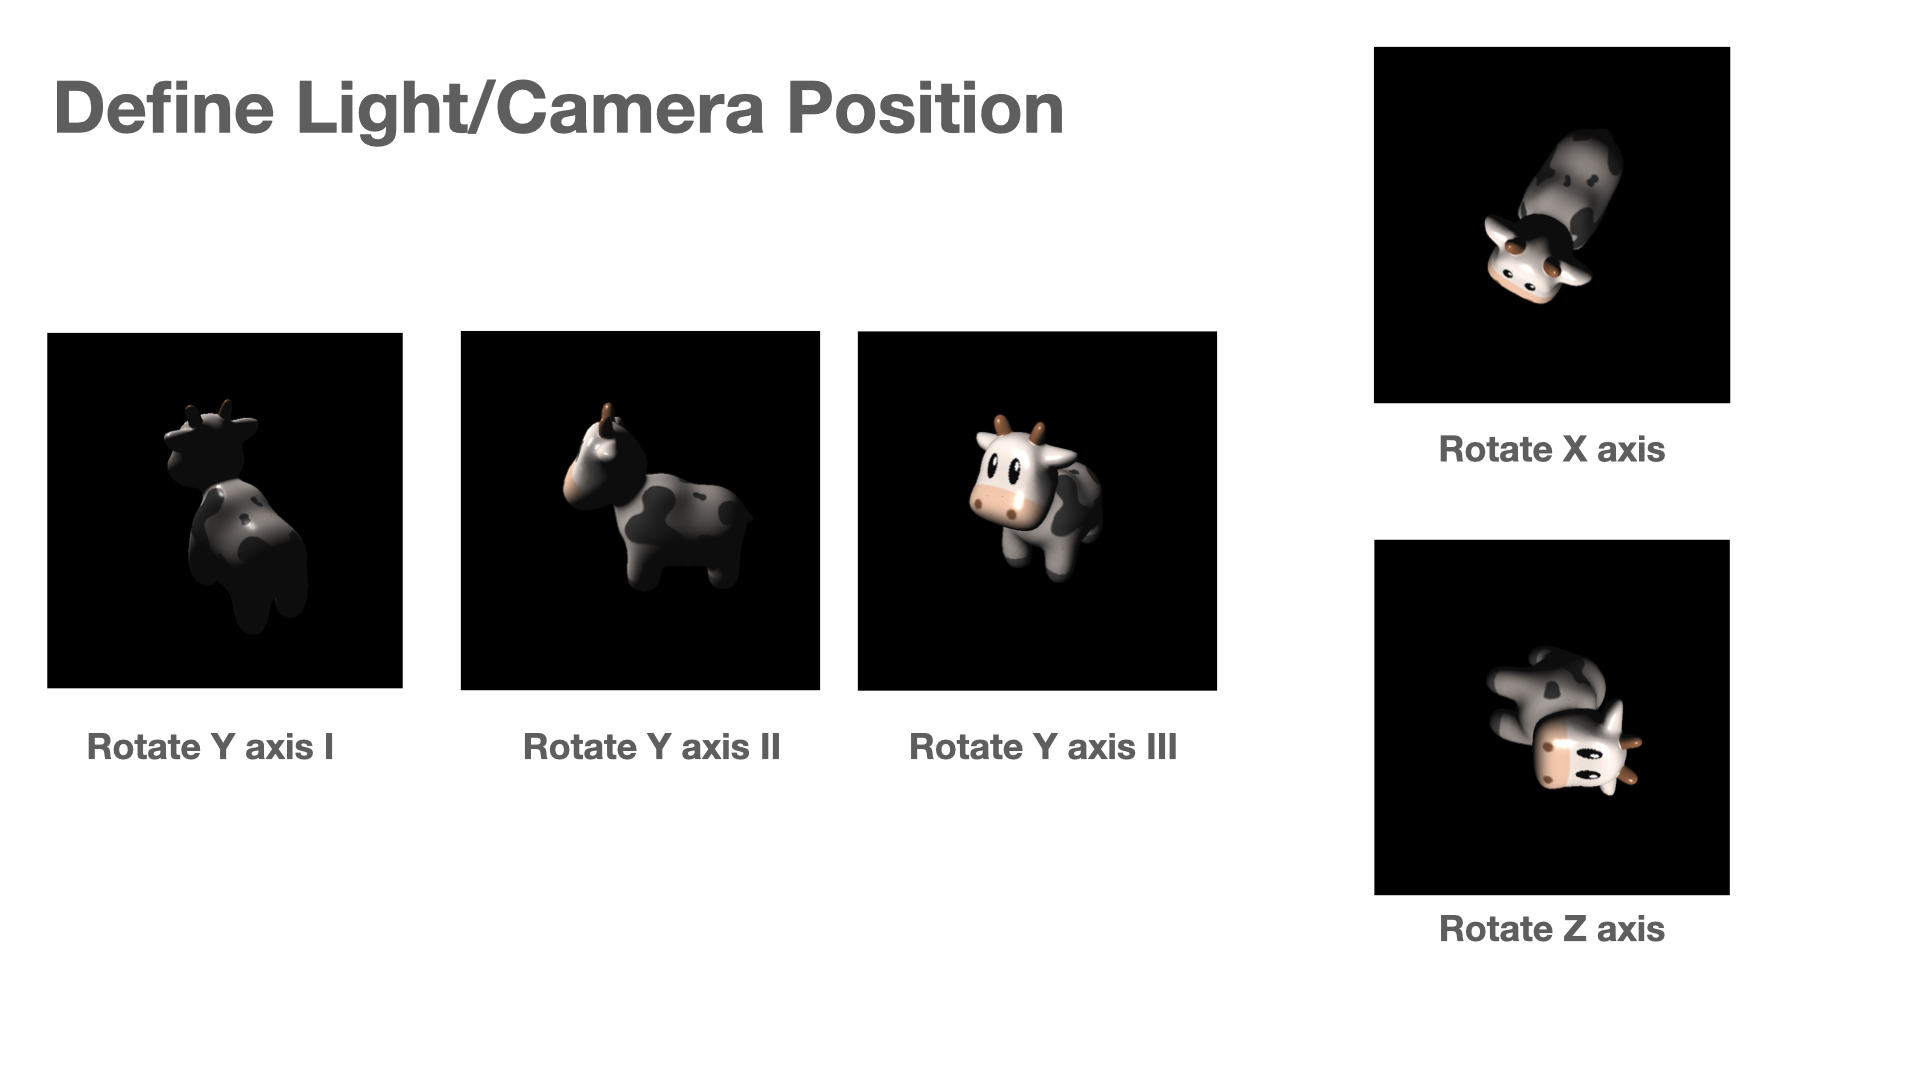 Define Light/Camera Position
Rotate X axis
Rotate Y axis I
Rotate Y axis II
Rotate Y axis III
Rotate Z axis